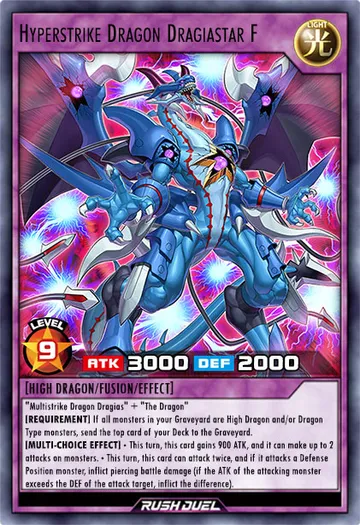 HYPERSTRIKE DRAGON DRAGIASTAR F
LIGHT
光
LEVEL
9
ATK 3000 DEF 2000
[HIGH DRAGON/FUSION/EFFECT]
"Multistrike Dragon Dragias" + "The Dragon"
[REQUIREMENT] If all monsters in your Graveyard are High Dragon and/or Dragon
Type monsters, send the top card of your Deck to the Graveyard.
[MULTI-CHOICE EFFECT] • This turn, this card gains 900 ATK, and it can make up to 2
attacks on monsters. • This turn, this card can attack twice, and if it attacks a Defense
Position monster, inflict piercing battle damage (if the ATK of the attacking monster
exceeds the DEF of the attack target, inflict the difference).
RUSH DUEL